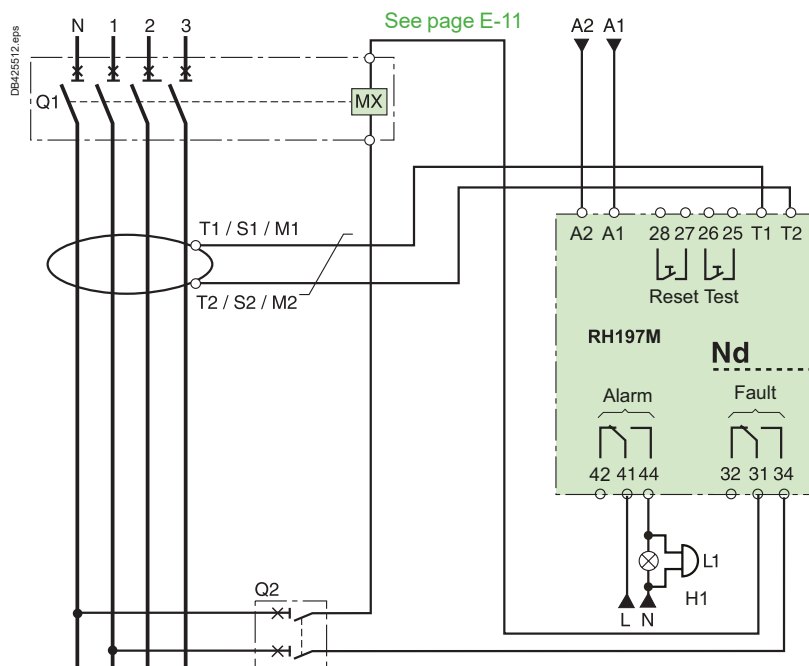 DB425512.eps
See page E-11
N 1 2 3
A2 A1
Q1
MX
T1 / S1 / M1
T2 / S2 / M2
A2 A1 28 27 26 25 T1 T2
Reset Test
RH197M
Nd
Alarm
Fault
42 41 44
32 31 34
L1
H1
L N
Q2